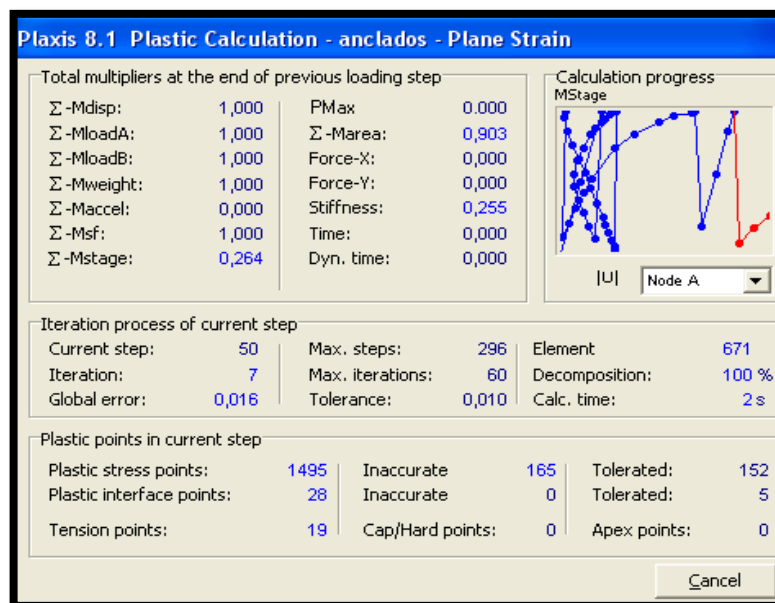 Plaxis 8.1 Plastic Calculation - anclados - Plane Strain
Total multipliers at the end of previous loading step
Σ-Mdisp: 1,000 PMax 0.000
Σ-MloadA: 1,000 Σ-Marea: 0,903
Σ-MloadB: 1,000 Force-X: 0,000
Σ-Mweight: 1,000 Force-Y: 0,000
Σ-Maccel: 0,000 Stiffness: 0,255
Σ-Msf: 1,000 Time: 0,000
Σ-Mstage: 0,264 Dyn. time: 0,000
Calculation progress
MStage
|U| Node A
Iteration process of current step
Current step: 50 Max. steps: 296 Element 671
Iteration: 7 Max. iterations: 60 Decomposition: 100 %
Global error: 0,016 Tolerance: 0,010 Calc. time: 2 s
Plastic points in current step
Plastic stress points: 1495 Inaccurate 165 Tolerated: 152
Plastic interface points: 28 Inaccurate 0 Tolerated: 5
Tension points: 19 Cap/Hard points: 0 Apex points: 0
Cancel